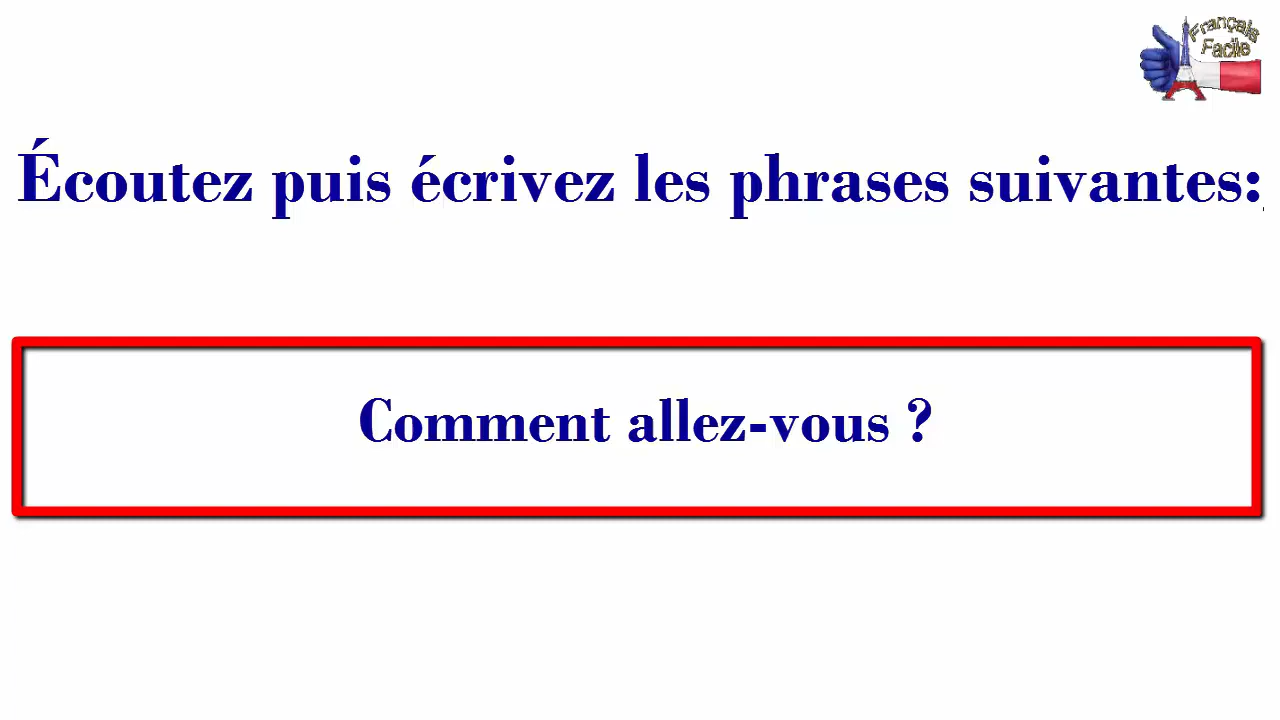 Français
Facile
Écoutez puis écrivez les phrases suivantes:
Comment allez-vous ?